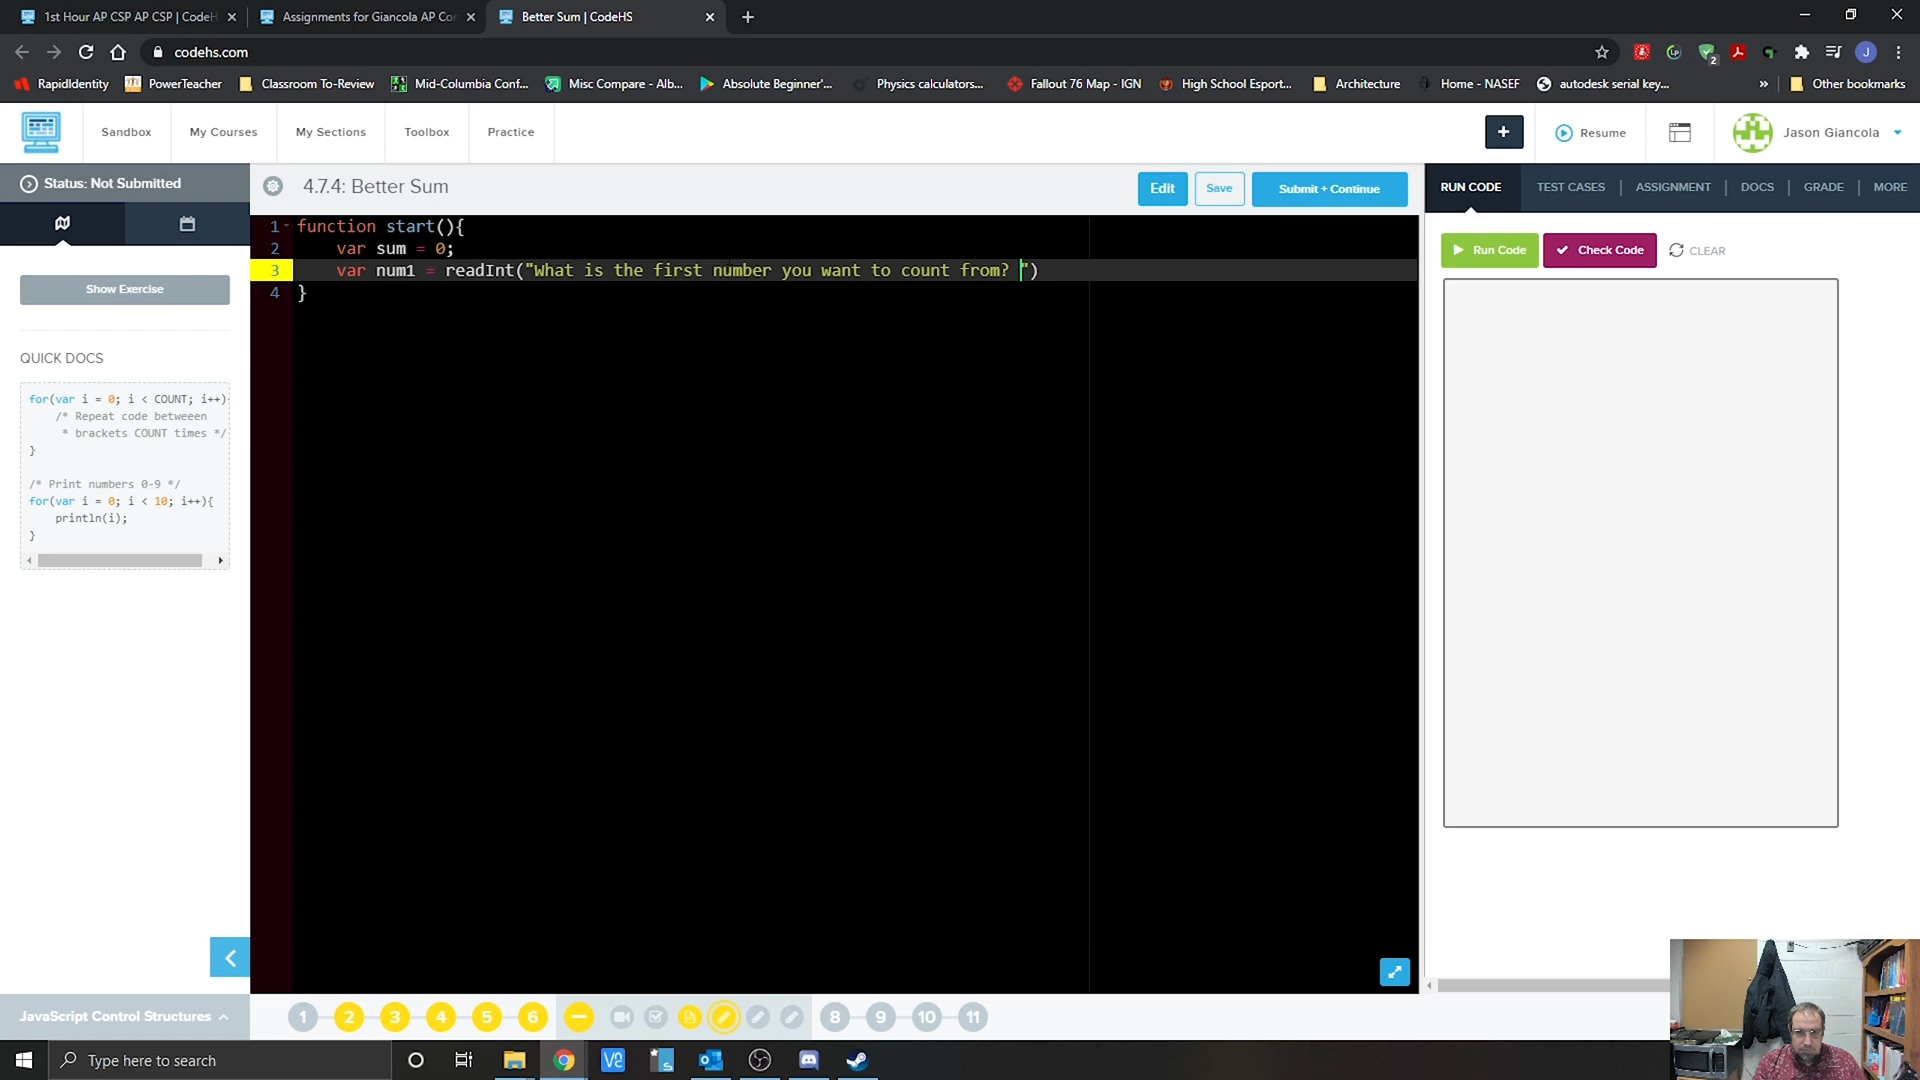 1st Hour AP CSP AP CSP | CodeH
Assignments for Giancola AP Co
Better Sum | CodeHS
codehs.com
RapidIdentity
PowerTeacher
Classroom To-Review
Mid-Columbia Conf...
Misc Compare - Alb...
Absolute Beginner'...
Physics calculators...
Fallout 76 Map - IGN
High School Esport...
Architecture
Home - NASEF
autodesk serial key...
»
Other bookmarks
Sandbox
My Courses
My Sections
Toolbox
Practice
+
Resume
Jason Giancola
Status: Not Submitted
4.7.4: Better Sum
Edit
Save
Submit + Continue
RUN CODE
TEST CASES
ASSIGNMENT
DOCS
GRADE
MORE
Show Exercise
QUICK DOCS
for(var i = 0; i < COUNT; i++){
/* Repeat code betweeen
* brackets COUNT times */
}
/* Print numbers 0-9 */
for(var i = 0; i < 10; i++){
println(i);
}
1 function start(){
2 var sum = 0;
3 var num1 = readInt("What is the first number you want to count from? ")
4 }
Run Code
Check Code
CLEAR
JavaScript Control Structures
1
2
3
4
5
6
8
9
10
11
Type here to search